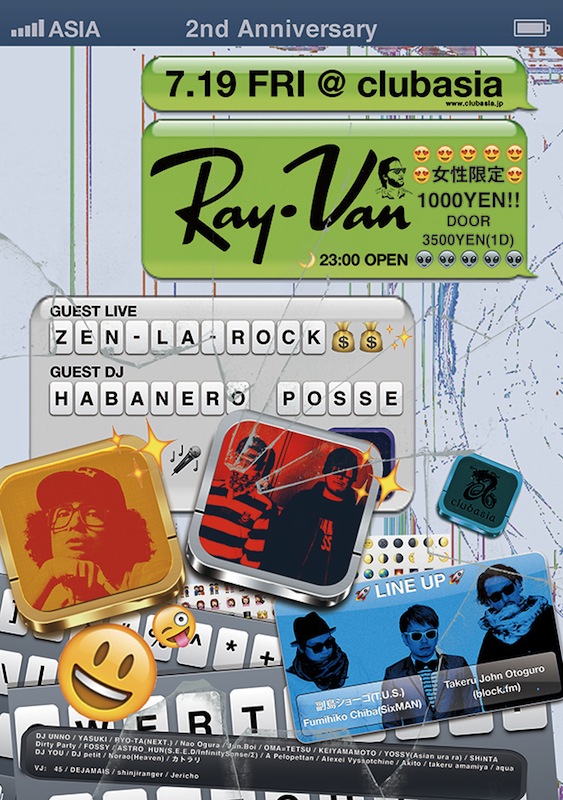 ASIA
2nd Anniversary
7.19 FRI @ clubasia
www.clubasia.jp
Ray・Van
女性限定
1000YEN!!
DOOR
3500YEN(1D)
23:00 OPEN
GUEST LIVE
ZEN-LA-ROCK
GUEST DJ
HABANERO POSSE
clubasia
LINE UP
副島ショーゴ(T.U.S.)
Fumihiko Chiba(SixMAN)
Takeru John Otoguro
(block.fm)
% ^ * +
W E R T
DJ UNNO / YASUKI / RYO-TA(NEXT.) / Nao Ogura / Jun.Boi / OMA=TETSU / KEIYAMAMOTO / YOSSY(Asian ura ra) / SHiNTA
Dirty Party / FOSSY / ASTRO_HUN(S.E.E.D/InfinitySense/Z) / A Pelopettan / Alexei Vyssotchine / Akito / takeru amamiya / aqua
DJ YOU / DJ petit / Norao(Heaven) / カトラリ
VJ: 45 / DEJAMAIS / shinjiranger / Jericho